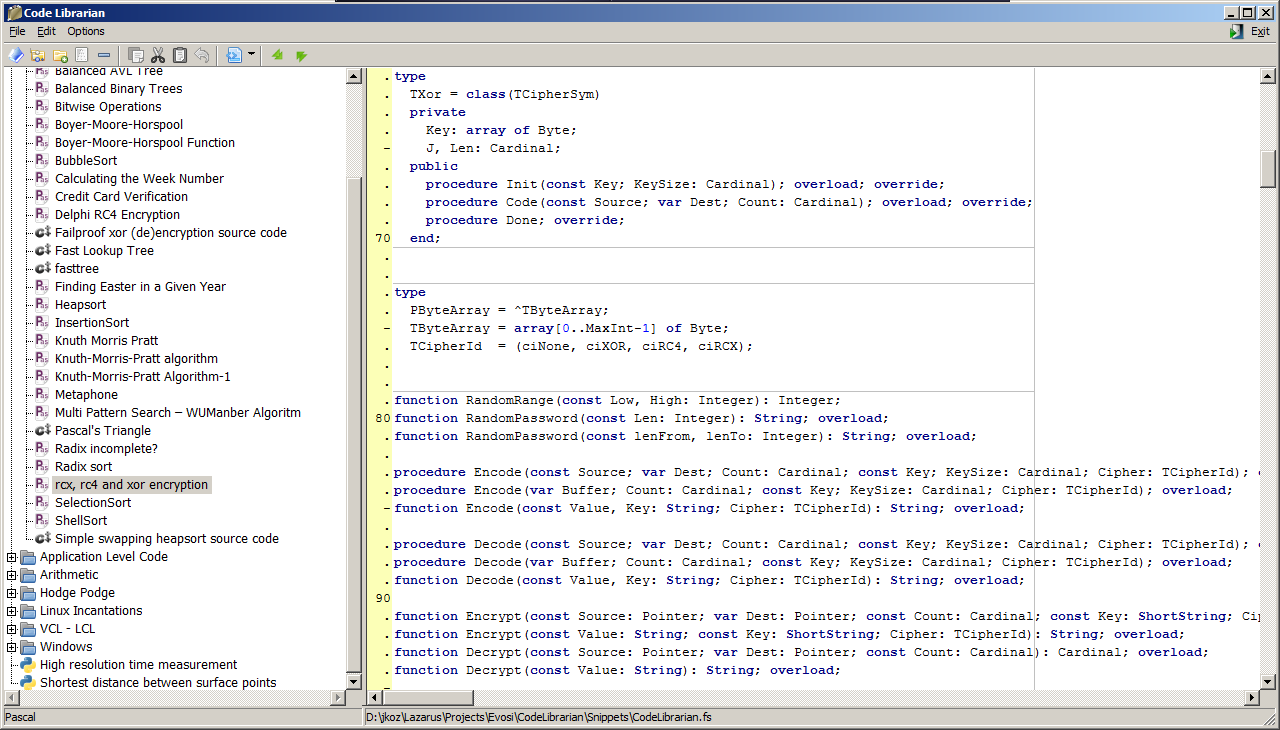 Code Librarian
File Edit Options Exit
Balanced AVL Tree
Balanced Binary Trees
Bitwise Operations
Boyer-Moore-Horspool
Boyer-Moore-Horspool Function
BubbleSort
Calculating the Week Number
Credit Card Verification
Delphi RC4 Encryption
Failproof xor (de)encryption source code
Fast Lookup Tree
fasttree
Finding Easter in a Given Year
Heapsort
InsertionSort
Knuth Morris Pratt
Knuth-Morris-Pratt algorithm
Knuth-Morris-Pratt Algorithm-1
Metaphone
Multi Pattern Search – WUManber Algoritm
Pascal's Triangle
Radix incomplete?
Radix sort
rcx, rc4 and xor encryption
SelectionSort
ShellSort
Simple swapping heapsort source code
Application Level Code
Arithmetic
Hodge Podge
Linux Incantations
VCL - LCL
Windows
High resolution time measurement
Shortest distance between surface points
type
TXor = class(TCipherSym)
private
Key: array of Byte;
J, Len: Cardinal;
public
procedure Init(const Key; KeySize: Cardinal); overload; override;
procedure Code(const Source; var Dest; Count: Cardinal); overload; override;
procedure Done; override;
70 end;
type
PByteArray = ^TByteArray;
TByteArray = array[0..MaxInt-1] of Byte;
TCipherId  = (ciNone, ciXOR, ciRC4, ciRCX);
function RandomRange(const Low, High: Integer): Integer;
80 function RandomPassword(const Len: Integer): String; overload;
function RandomPassword(const lenFrom, lenTo: Integer): String; overload;
procedure Encode(const Source; var Dest; Count: Cardinal; const Key; KeySize: Cardinal; Cipher: TCipherId);
procedure Encode(var Buffer; Count: Cardinal; const Key; KeySize: Cardinal; Cipher: TCipherId); overload;
function Encode(const Value, Key: String; Cipher: TCipherId): String; overload;
procedure Decode(const Source; var Dest; Count: Cardinal; const Key; KeySize: Cardinal; Cipher: TCipherId);
procedure Decode(var Buffer; Count: Cardinal; const Key; KeySize: Cardinal; Cipher: TCipherId); overload;
function Decode(const Value, Key: String; Cipher: TCipherId): String; overload;
90
function Encrypt(const Source: Pointer; var Dest: Pointer; const Count: Cardinal; const Key: ShortString; Ci
function Encrypt(const Value: String; const Key: ShortString; Cipher: TCipherId): String; overload;
function Decrypt(const Source: Pointer; var Dest: Pointer; const Count: Cardinal): Cardinal; overload;
function Decrypt(const Value: String): String; overload;
Pascal
D:\jkoz\Lazarus\Projects\Evosi\CodeLibrarian\Snippets\CodeLibrarian.fs